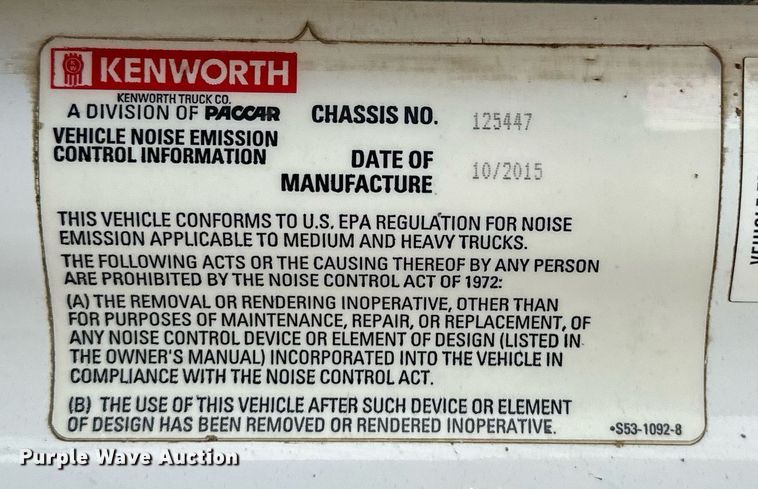 KENWORTH
KENWORTH TRUCK CO.
A DIVISION OF PACCAR
VEHICLE NOISE EMISSION
CONTROL INFORMATION
CHASSIS NO. 125447
DATE OF
MANUFACTURE 10/2015
THIS VEHICLE CONFORMS TO U.S. EPA REGULATION FOR NOISE
EMISSION APPLICABLE TO MEDIUM AND HEAVY TRUCKS.
THE FOLLOWING ACTS OR THE CAUSING THEREOF BY ANY PERSON
ARE PROHIBITED BY THE NOISE CONTROL ACT OF 1972:
(A) THE REMOVAL OR RENDERING INOPERATIVE, OTHER THAN
FOR PURPOSES OF MAINTENANCE, REPAIR, OR REPLACEMENT, OF
ANY NOISE CONTROL DEVICE OR ELEMENT OF DESIGN (LISTED IN
THE OWNER'S MANUAL) INCORPORATED INTO THE VEHICLE IN
COMPLIANCE WITH THE NOISE CONTROL ACT.
(B) THE USE OF THIS VEHICLE AFTER SUCH DEVICE OR ELEMENT
OF DESIGN HAS BEEN REMOVED OR RENDERED INOPERATIVE.
•S53-1092-8
Purple Wave Auction